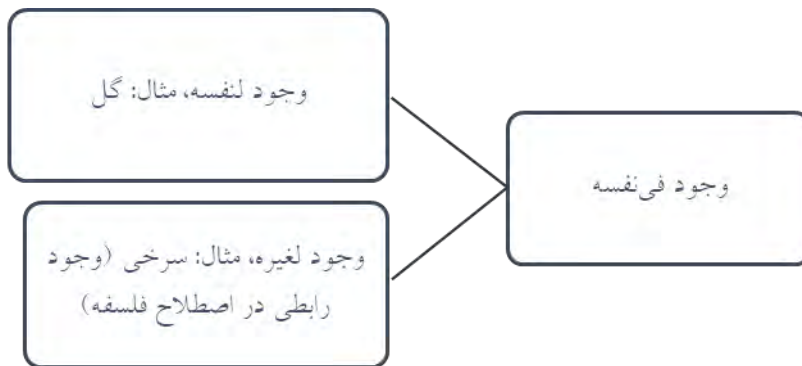 وجود فی‌نفسه
وجود لنفسه، مثال: گل
وجود لغیره، مثال: سرخی (وجود
رابطی در اصطلاح فلسفه)